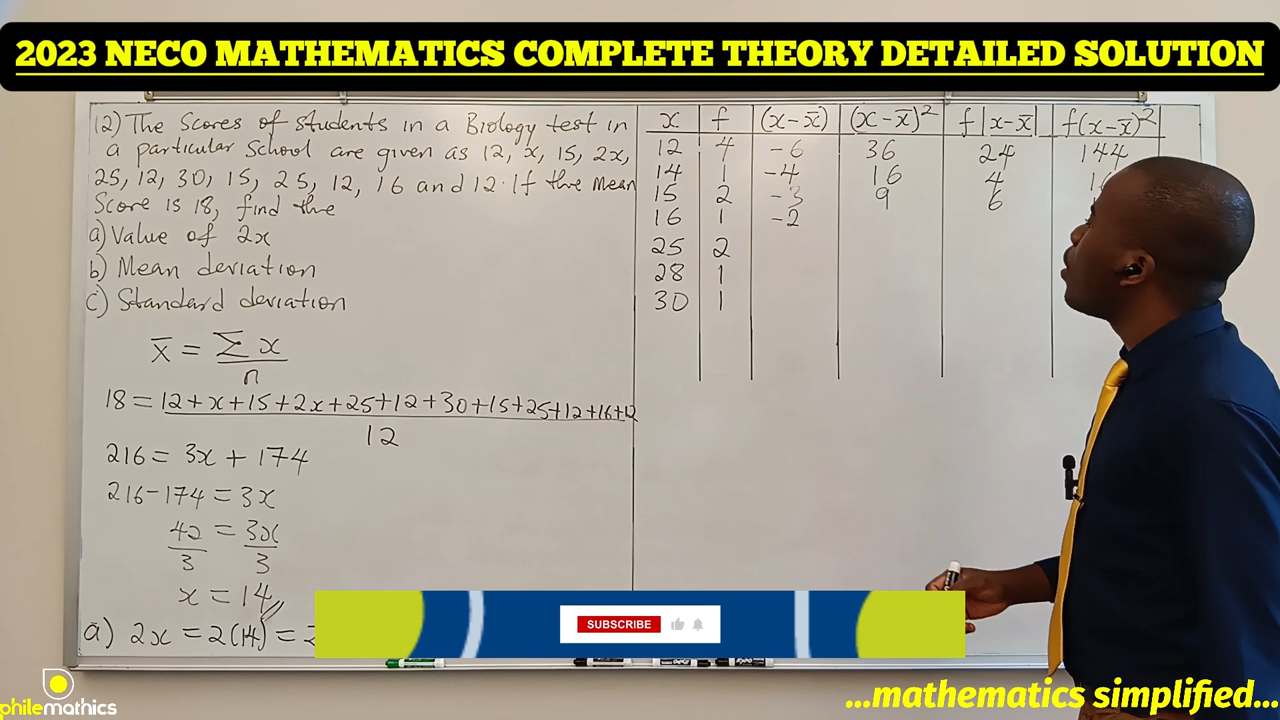 2023 NECO MATHEMATICS COMPLETE THEORY DETAILED SOLUTION
12) The Scores of students in a Biology test in
a particular School are given as 12, x, 15, 2x,
25, 12, 30, 15, 25, 12, 16 and 12. If the Mean
Score is 18, find the
a) Value of 2x
b) Mean deviation
c) Standard deviation
x̄ = Σx
n
18 = 12+x+15+2x+25+12+30+15+25+12+16+12
12
216 = 3x + 174
216-174 = 3x
42 = 3x
3 3
x = 14
a) 2x = 2(14) =
x f (x-x̄) (x-x̄)² f|x-x̄| f(x-x̄)²
12 4 -6 36 24 144
14 1 -4 16 4
15 2 -3 9 6
16 1 -2
25 2
28 1
30 1
SUBSCRIBE
philemathics
...mathematics simplified...